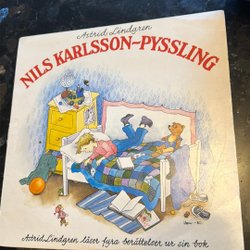 Astrid Lindgren
NILS KARLSSON-PYSSLING
Astrid Lindgren läser fyra berättelser ur sin bok